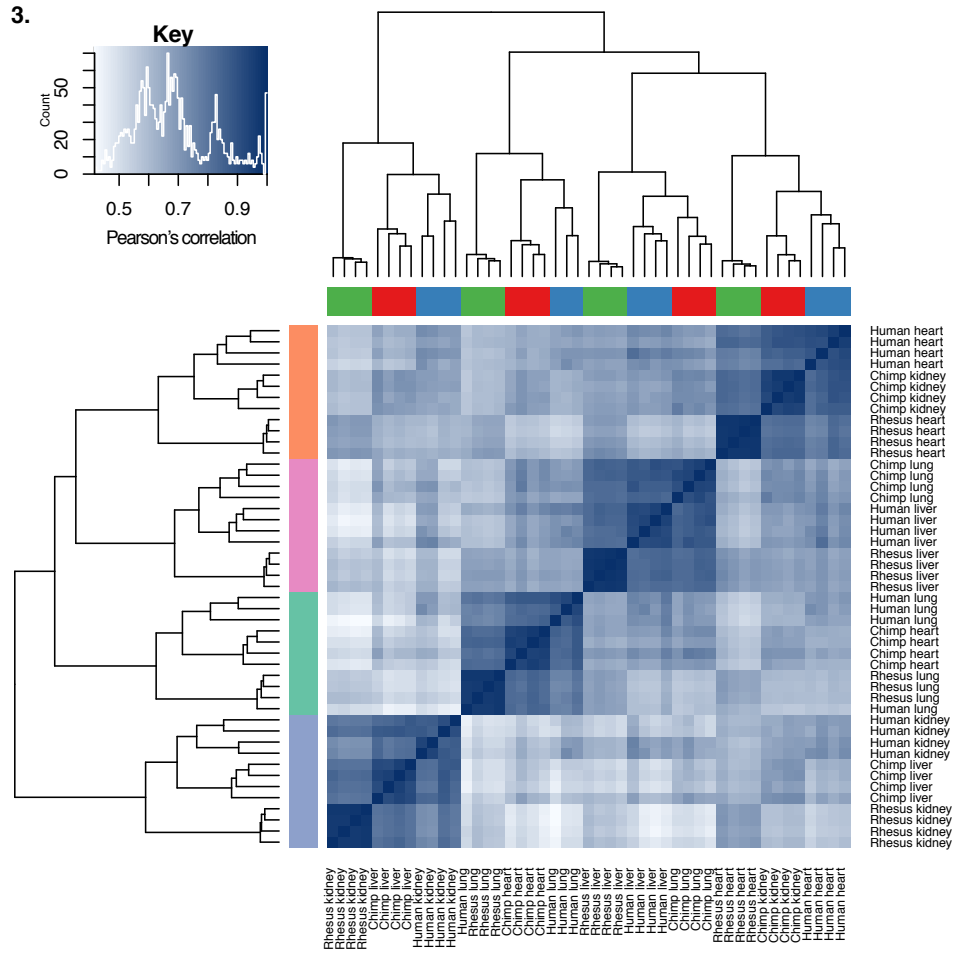 3.
Key
Count
0
20
50
0.5
0.7
0.9
Pearson's correlation
Human heart
Human heart
Human heart
Human heart
Chimp kidney
Chimp kidney
Chimp kidney
Chimp kidney
Rhesus heart
Rhesus heart
Rhesus heart
Rhesus heart
Chimp lung
Chimp lung
Chimp lung
Chimp lung
Human liver
Human liver
Human liver
Human liver
Rhesus liver
Rhesus liver
Rhesus liver
Rhesus liver
Human lung
Human lung
Human lung
Chimp heart
Chimp heart
Chimp heart
Chimp heart
Rhesus lung
Rhesus lung
Rhesus lung
Human lung
Human kidney
Human kidney
Human kidney
Human kidney
Chimp liver
Chimp liver
Chimp liver
Chimp liver
Rhesus kidney
Rhesus kidney
Rhesus kidney
Rhesus kidney
Rhesus kidney
Rhesus kidney
Rhesus kidney
Rhesus kidney
Chimp liver
Chimp liver
Chimp liver
Chimp liver
Human kidney
Human kidney
Human kidney
Human kidney
Human lung
Rhesus lung
Rhesus lung
Rhesus lung
Chimp heart
Chimp heart
Chimp heart
Chimp heart
Human lung
Human lung
Human lung
Rhesus liver
Rhesus liver
Rhesus liver
Rhesus liver
Human liver
Human liver
Human liver
Human liver
Chimp lung
Chimp lung
Chimp lung
Chimp lung
Rhesus heart
Rhesus heart
Rhesus heart
Rhesus heart
Chimp kidney
Chimp kidney
Chimp kidney
Chimp kidney
Human heart
Human heart
Human heart
Human heart